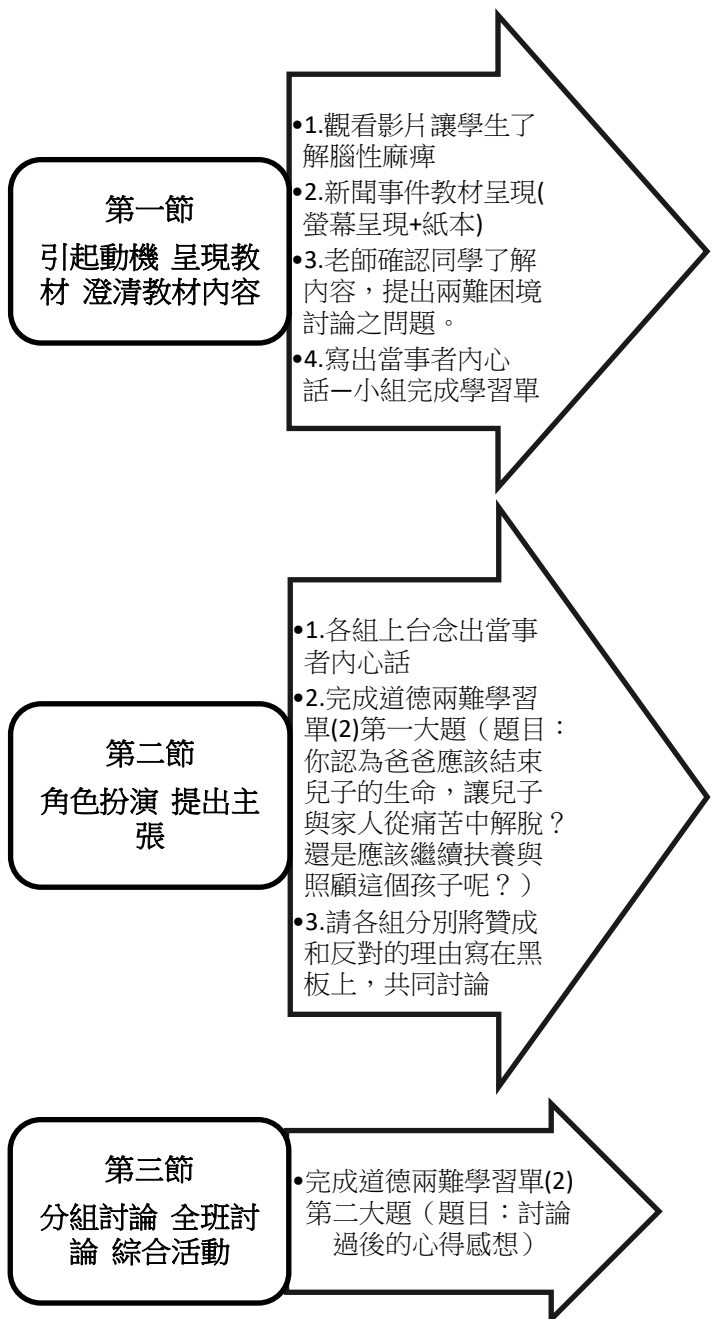 第一節
引起動機 呈現教
材 澄清教材內容
•1.觀看影片讓學生了
解腦性麻痺
•2.新聞事件教材呈現(
螢幕呈現+紙本)
•3.老師確認同學了解
內容，提出兩難困境
討論之問題。
•4.寫出當事者內心
話—小組完成學習單
第二節
角色扮演 提出主
張
•1.各組上台念出當事
者內心話
•2.完成道德兩難學習
單(2)第一大題（題目：
你認為爸爸應該結束
兒子的生命，讓兒子
與家人從痛苦中解脫？
還是應該繼續扶養與
照顧這個孩子呢？）
•3.請各組分別將贊成
和反對的理由寫在黑
板上，共同討論
第三節
分組討論 全班討
論 綜合活動
•完成道德兩難學習單(2)
第二大題（題目：討論
過後的心得感想）